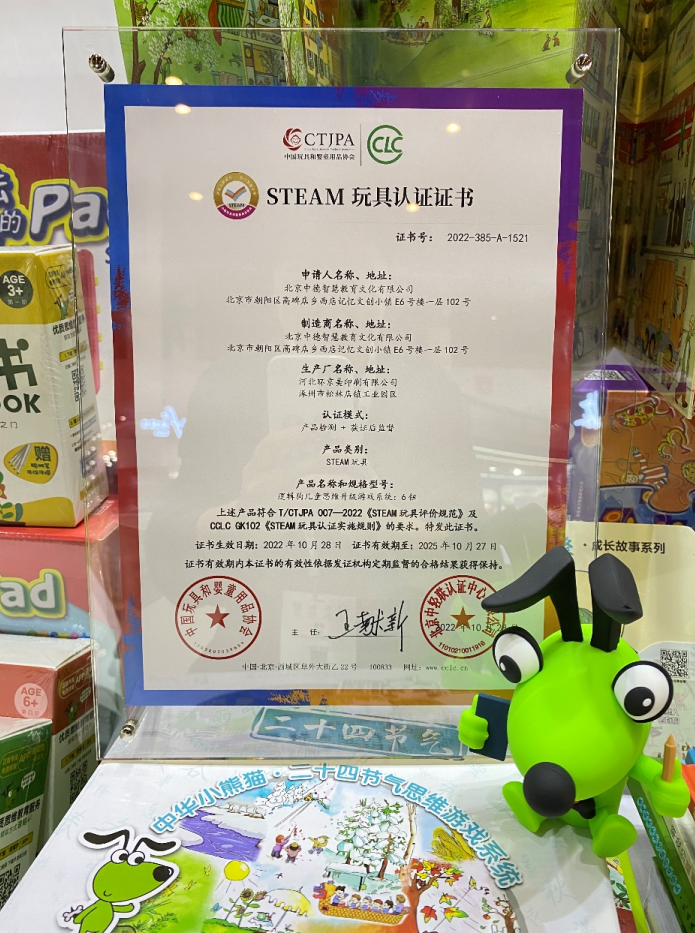 CTJPA
中国玩具和婴童用品协会
CLC
STEAM
STEAM 玩具认证证书
证书号： 2022-385-A-1521
申请人名称、地址：
北京中德智慧教育文化有限公司
北京市朝阳区高碑店乡西店记忆文创小镇 E6 号楼一层 102 号
制造商名称、地址：
北京中德智慧教育文化有限公司
北京市朝阳区高碑店乡西店记忆文创小镇 E6 号楼一层 102 号
生产厂名称、地址：
河北环京美印刷有限公司
涿州市松林店镇工业园区
认证模式：
产品检测 + 获证后监督
产品类别：
STEAM 玩具
产品名称和规格型号：
逻辑狗儿童思维升级游戏系统：6 钮
上述产品符合 T/CTJPA 007—2022《STEAM 玩具评价规范》及
CCLC GK102《STEAM 玩具认证实施规则》的要求。特发此证书。
证书生效日期：2022 年 10 月 28 日 证书有效期至：2025 年 10 月 27 日
证书有效期内本证书的有效性依据发证机构定期监督的合格结果获得保持。
中国玩具和婴童用品协会
主 任：
北京中轻联认证中心
2022 年 10
11010210011918
中国·北京·西城区阜外大街乙 22 号 100833 网址：www.cclc.cn
的 Pa
AGE
3+
OOK
之门
赠
ad
AGE
6+
成长故事系列
二十四节气
中华小熊猫·二十四节气思维游戏系统